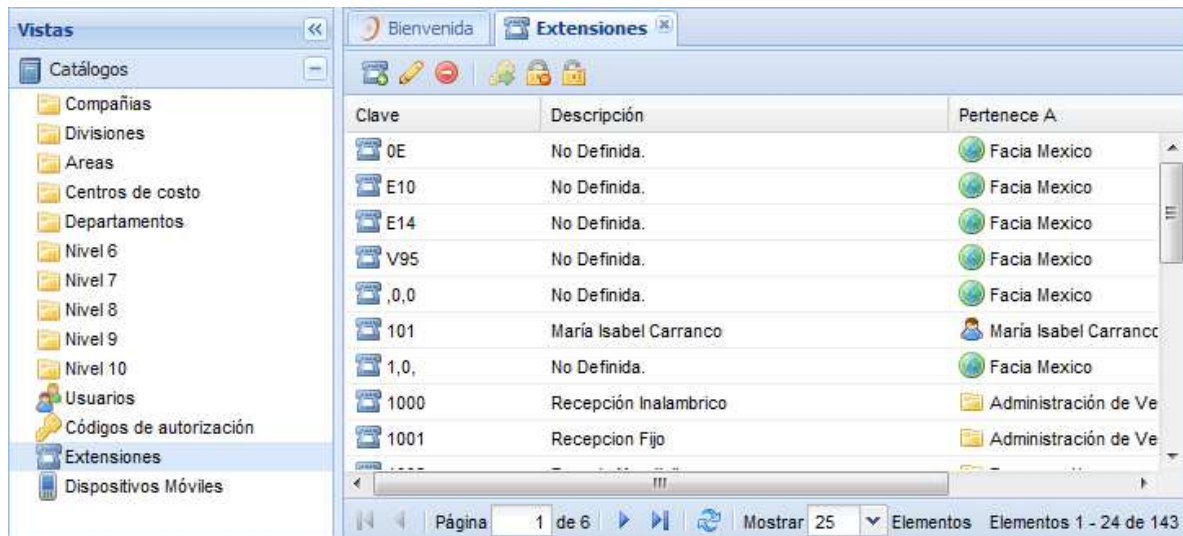 Vistas
Catálogos
Compañias
Divisiones
Areas
Centros de costo
Departamentos
Nivel 6
Nivel 7
Nivel 8
Nivel 9
Nivel 10
Usuarios
Códigos de autorización
Extensiones
Dispositivos Móviles
Bienvenida Extensiones
Clave Descripción Pertenece A
0E No Definida. Facia Mexico
E10 No Definida. Facia Mexico
E14 No Definida. Facia Mexico
V95 No Definida. Facia Mexico
,0,0 No Definida. Facia Mexico
101 María Isabel Carranco María Isabel Carranco
1,0, No Definida. Facia Mexico
1000 Recepción Inalambrico Administración de Ve
1001 Recepcion Fijo Administración de Ve
Página 1 de 6 Mostrar 25 Elementos Elementos 1 - 24 de 143